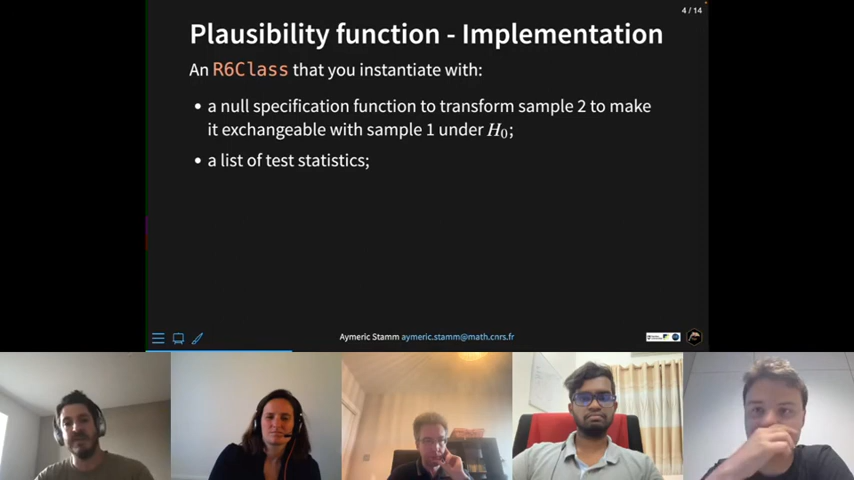 4 / 14
Plausibility function - Implementation
An R6Class that you instantiate with:
• a null specification function to transform sample 2 to make
it exchangeable with sample 1 under H₀;
• a list of test statistics;
Aymeric Stamm aymeric.stamm@math.cnrs.fr